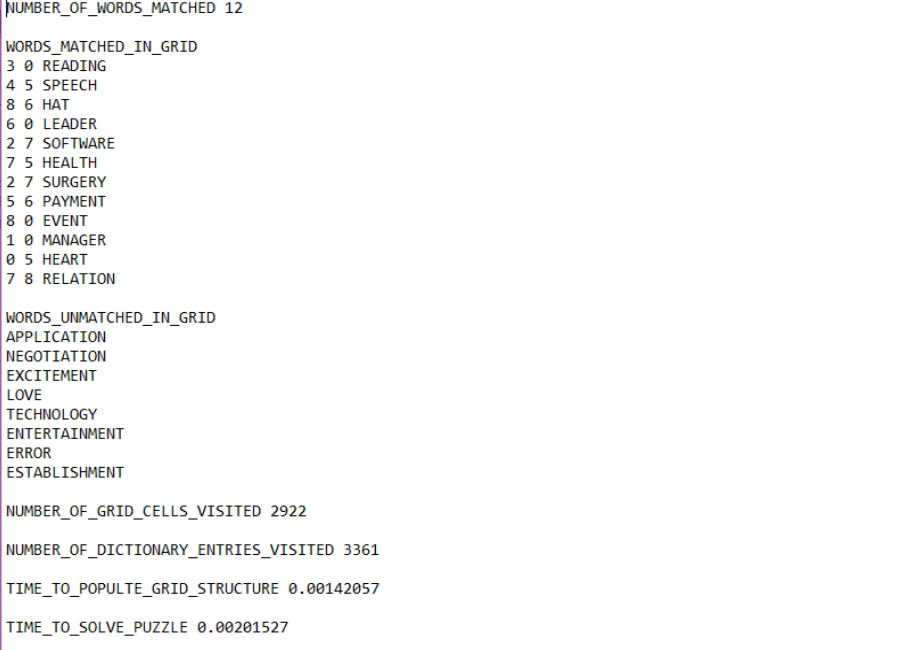 NUMBER_OF_WORDS_MATCHED 12
WORDS_MATCHED_IN_GRID
3 0 READING
4 5 SPEECH
8 6 HAT
6 0 LEADER
2 7 SOFTWARE
7 5 HEALTH
2 7 SURGERY
5 6 PAYMENT
8 0 EVENT
1 0 MANAGER
0 5 HEART
7 8 RELATION
WORDS_UNMATCHED_IN_GRID
APPLICATION
NEGOTIATION
EXCITEMENT
LOVE
TECHNOLOGY
ENTERTAINMENT
ERROR
ESTABLISHMENT
NUMBER_OF_GRID_CELLS_VISITED 2922
NUMBER_OF_DICTIONARY_ENTRIES_VISITED 3361
TIME_TO_POPULTE_GRID_STRUCTURE 0.00142057
TIME_TO_SOLVE_PUZZLE 0.00201527